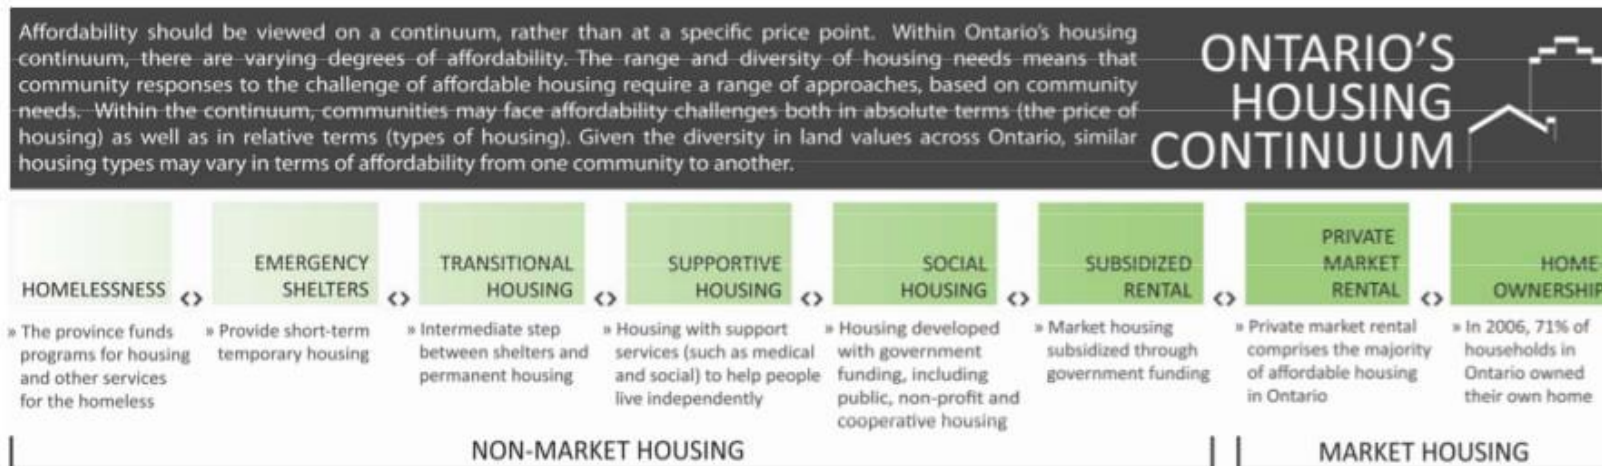 Affordability should be viewed on a continuum, rather than at a specific price point. Within Ontario's housing
continuum, there are varying degrees of affordability. The range and diversity of housing needs means that
community responses to the challenge of affordable housing require a range of approaches, based on community
needs. Within the continuum, communities may face affordability challenges both in absolute terms (the price of
housing) as well as in relative terms (types of housing). Given the diversity in land values across Ontario, similar
housing types may vary in terms of affordability from one community to another.
ONTARIO'S
HOUSING
CONTINUUM
HOMELESSNESS
» The province funds
programs for housing
and other services
for the homeless
<>
EMERGENCY
SHELTERS
» Provide short-term
temporary housing
<>
TRANSITIONAL
HOUSING
» Intermediate step
between shelters and
permanent housing
<>
SUPPORTIVE
HOUSING
» Housing with support
services (such as medical
and social) to help people
live independently
<>
SOCIAL
HOUSING
» Housing developed
with government
funding, including
public, non-profit and
cooperative housing
<>
SUBSIDIZED
RENTAL
» Market housing
subsidized through
government funding
<>
PRIVATE
MARKET
RENTAL
» Private market rental
comprises the majority
of affordable housing
in Ontario
<>
HOME-
OWNERSHIP
» In 2006, 71% of
households in
Ontario owned
their own home
NON-MARKET HOUSING
MARKET HOUSING